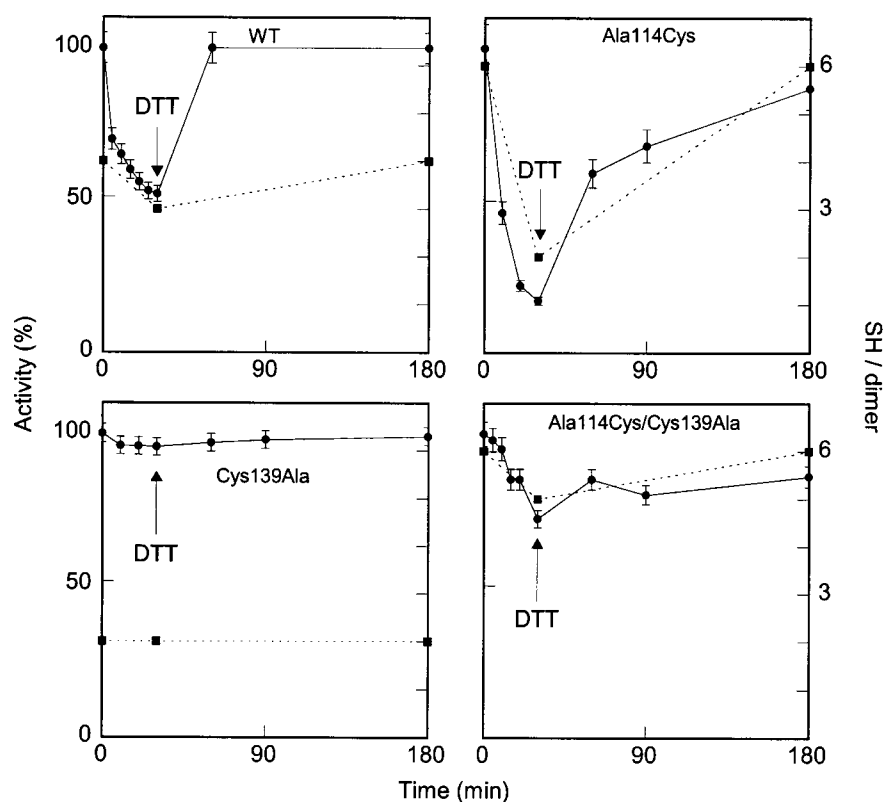 WT
Ala114Cys
100
50
0
DTT
DTT
6
3
0
90
180
0
90
180
Activity (%)
SH / dimer
Cys139Ala
Ala114Cys/Cys139Ala
100
50
0
DTT
DTT
6
3
0
90
180
0
90
180
Time (min)